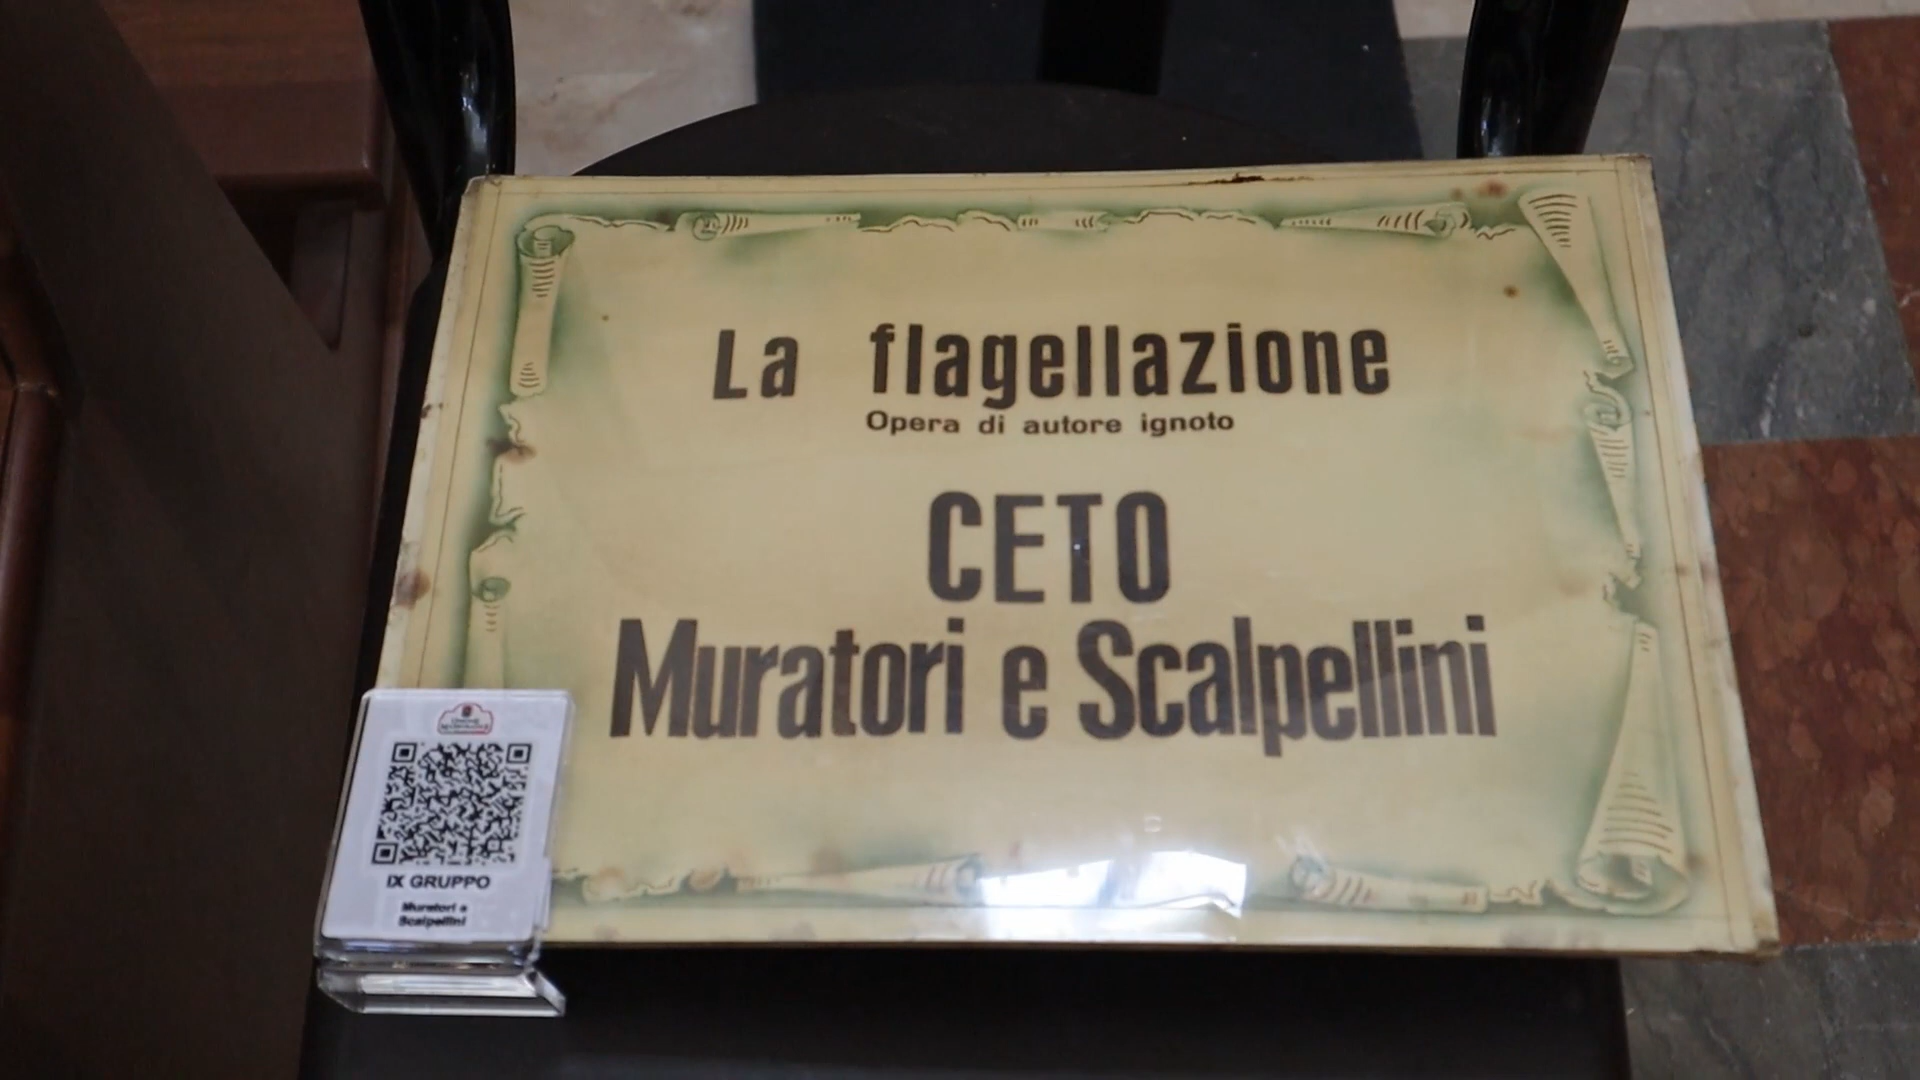 La flagellazione
Opera di autore ignoto
CETO
Muratori e Scalpellini
IX GRUPPO
Muratori e
Scalpellini